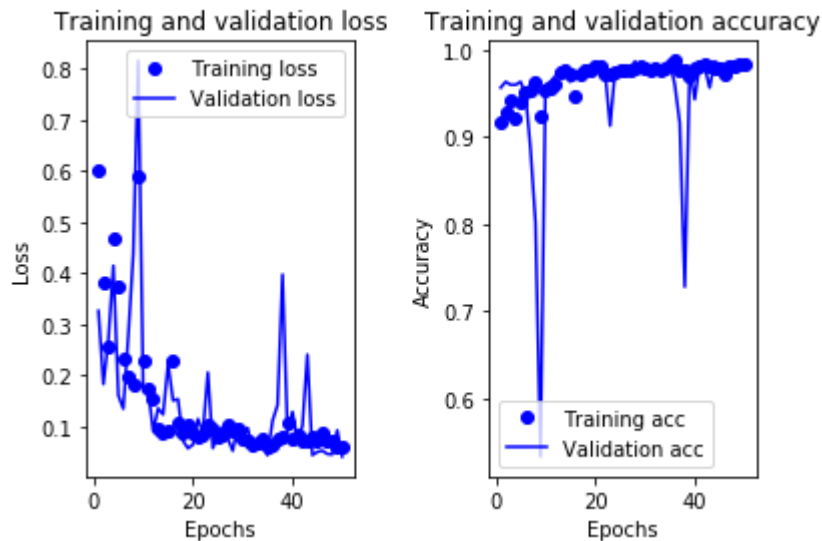 Training and validation loss
Training and validation accuracy
Training loss
Validation loss
0.8
0.7
0.6
0.5
0.4
0.3
0.2
0.1
Loss
0
20
40
Epochs
1.0
0.9
0.8
0.7
0.6
Accuracy
Training acc
Validation acc
0
20
40
Epochs